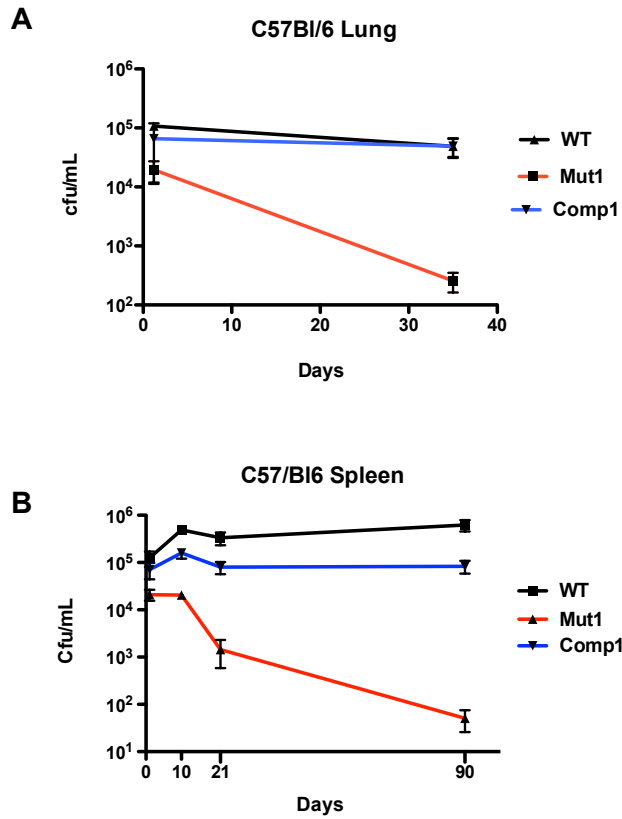 A
C57Bl/6 Lung
10⁶
10⁵
10⁴
10³
10²
cfu/mL
0 10 20 30 40
Days
WT
Mut1
Comp1
B
C57/Bl6 Spleen
10⁶
10⁵
10⁴
10³
10²
10¹
Cfu/mL
0 10 21 90
Days
WT
Mut1
Comp1